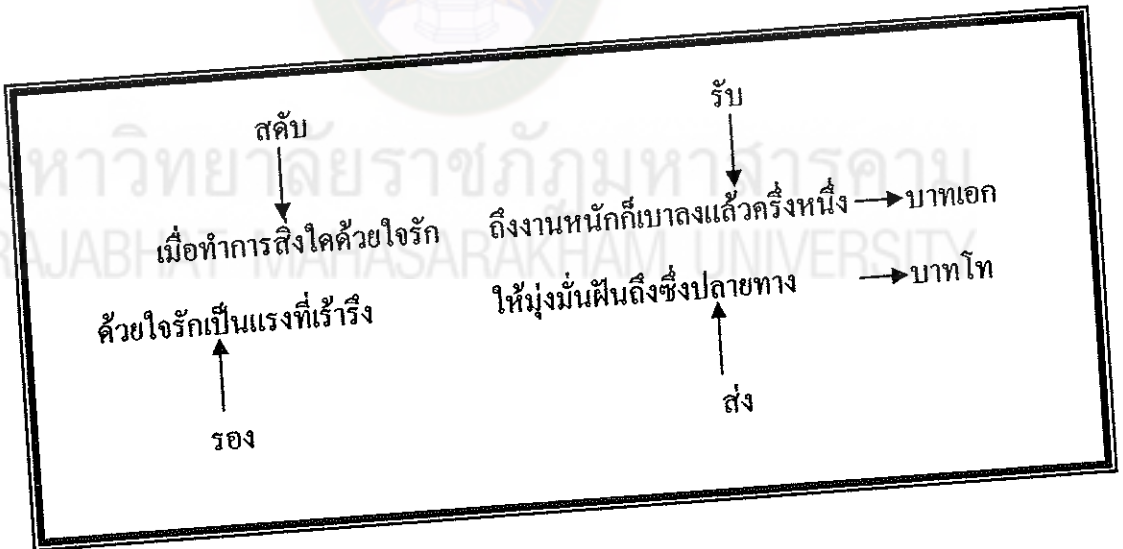 สดับ รับ
เมื่อทำการสิ่งใดด้วยใจรัก ถึงงานหนักก็เบาลงแล้วครึ่งหนึ่ง บาทเอก
ด้วยใจรักเป็นแรงที่เร้ารึง ให้มุ่งมั่นฝันถึงซึ่งปลายทาง บาทโท
รอง ส่ง
มหาวิทยาลัยราชภัฏมหาสารคาม
RAJABHAT MAHASARAKHAM UNIVERSITY